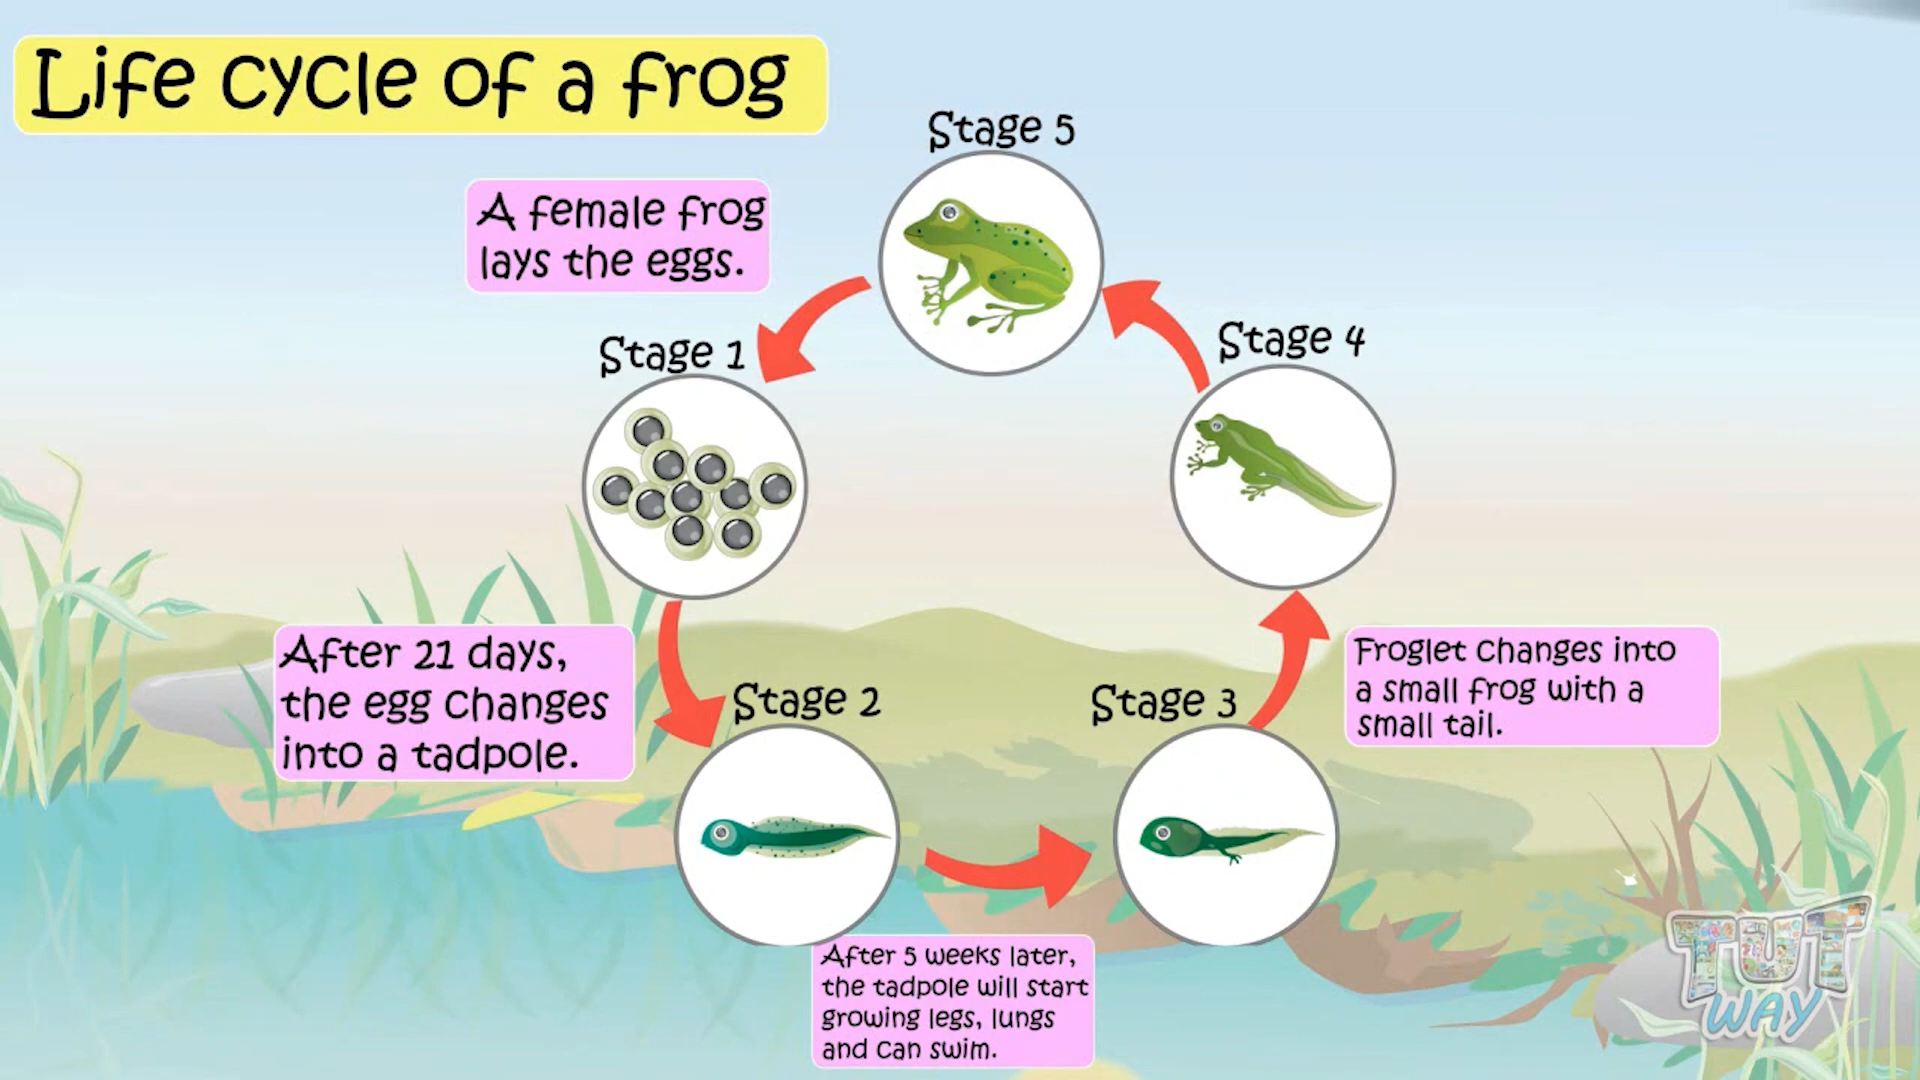 Life cycle of a frog
Stage 5
A female frog
lays the eggs.
Stage 1
Stage 4
After 21 days,
the egg changes
into a tadpole.
Stage 2
Stage 3
Froglet changes into
a small frog with a
small tail.
After 5 weeks later,
the tadpole will start
growing legs, lungs
and can swim.
TUT
WAY